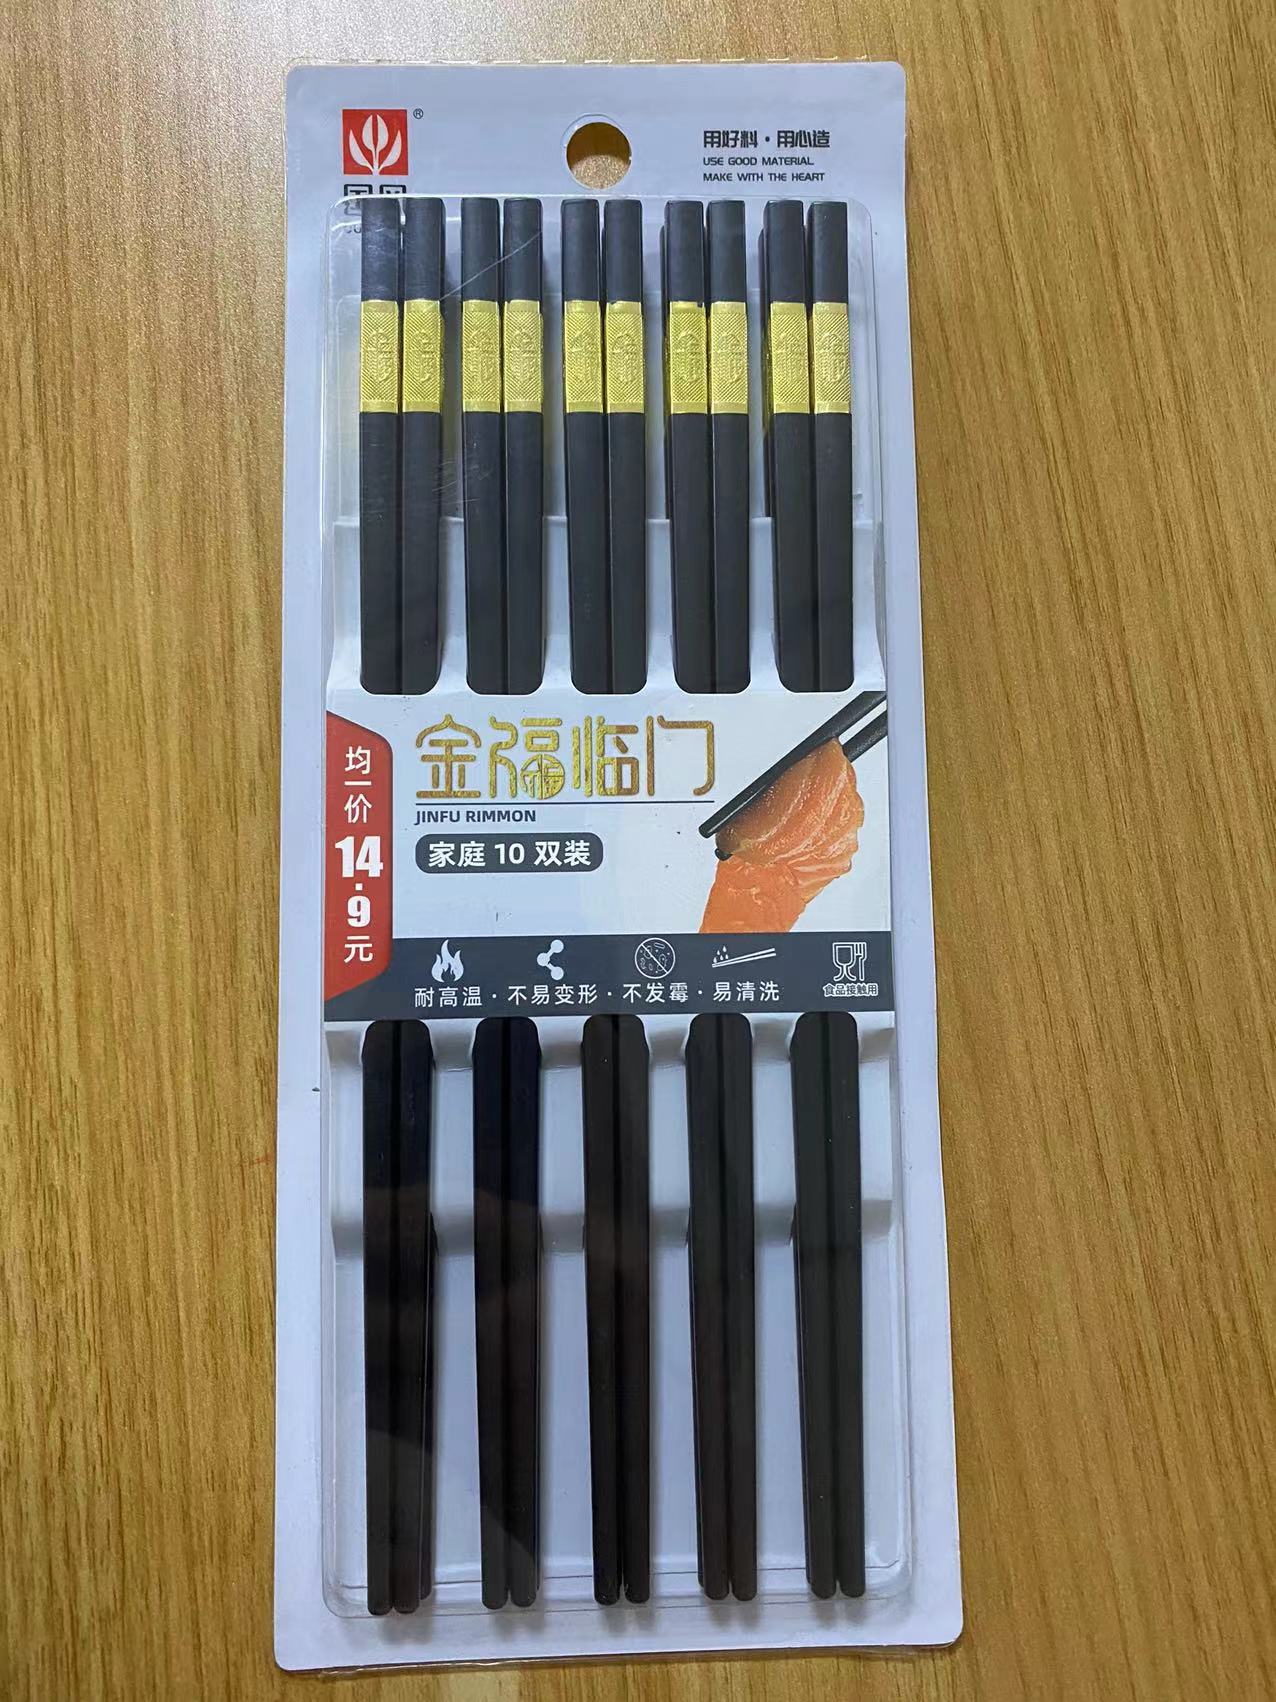 ®
用好料·用心造
USE GOOD MATERIAL
MAKE WITH THE HEART
金福临门
JINFU RIMMON
家庭 10 双装
均一价
14.9
元
耐高温·不易变形·不发霉·易清洗
食品接触用